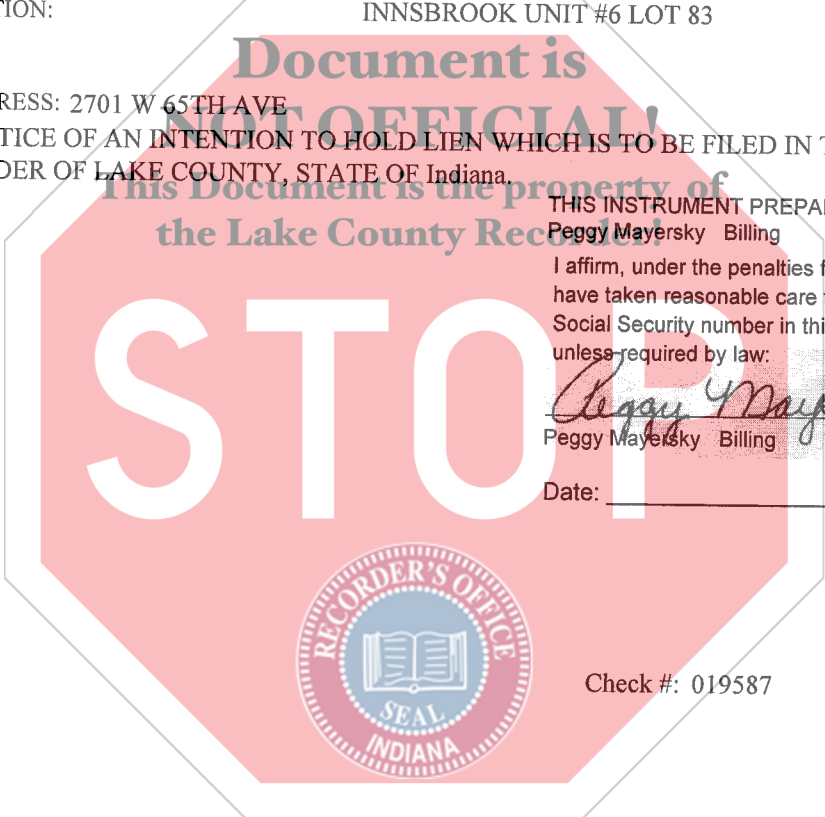 TION:
INNSBROOK UNIT #6 LOT 83
Document is
RESS: 2701 W 65TH AVE
NOT OFFICIAL!
TICE OF AN INTENTION TO HOLD LIEN WHICH IS TO BE FILED IN T
DER OF LAKE COUNTY, STATE OF Indiana.
This Document is the property of
the Lake County Recorder!
THIS INSTRUMENT PREPAR
Peggy Mayersky Billing
I affirm, under the penalties f
have taken reasonable care t
Social Security number in thi
unless required by law:
Peggy May
Peggy Mayersky Billing
Date:
STOP
RECORDER'S OFFICE
SEAL
INDIANA
Check #: 019587